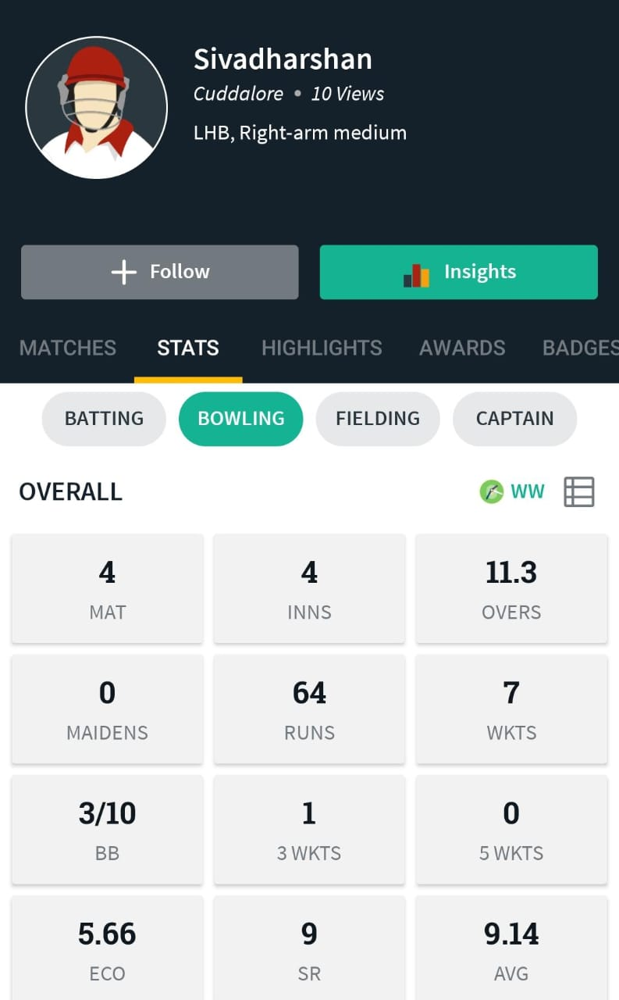 Sivadharshan
Cuddalore • 10 Views
LHB, Right-arm medium
+ Follow
Insights
MATCHES STATS HIGHLIGHTS AWARDS BADGES
BATTING BOWLING FIELDING CAPTAIN
OVERALL WW
4 4 11.3
MAT INNS OVERS
0 64 7
MAIDENS RUNS WKTS
3/10 1 0
BB 3 WKTS 5 WKTS
5.66 9 9.14
ECO SR AVG